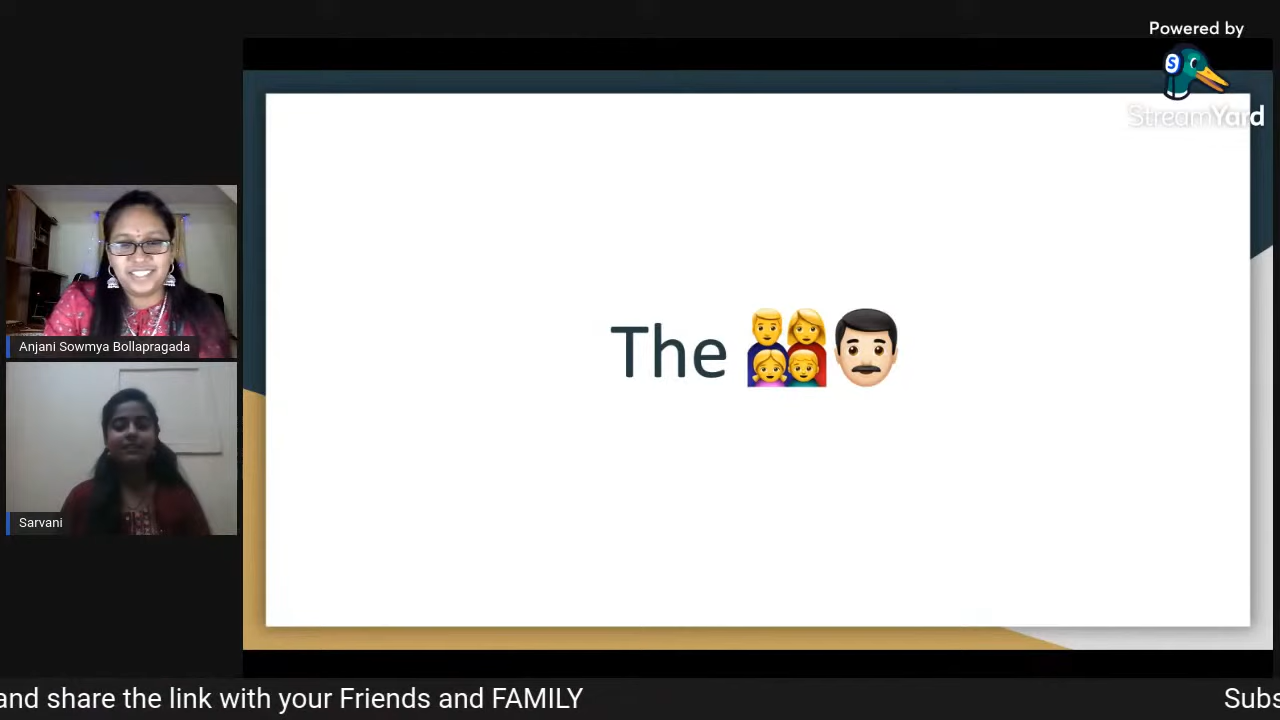 Powered by
StreamYard
The 👨‍👩‍👧‍👦👨🏻
Anjani Sowmya Bollapragada
Sarvani
and share the link with your Friends and FAMILY
Subs